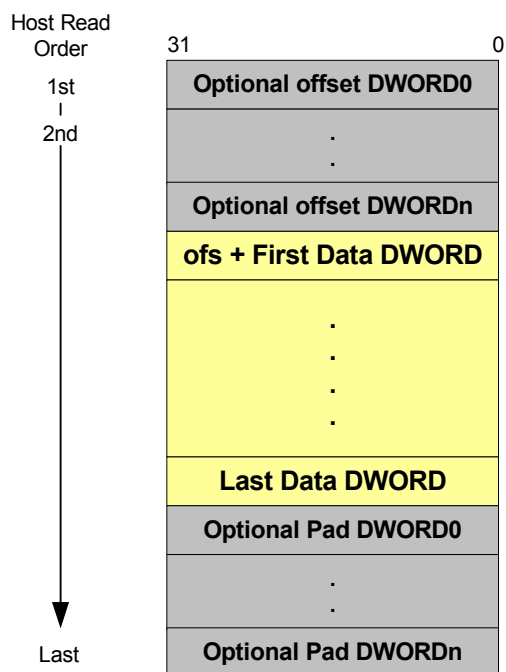 Host Read
Order
31
0
1st
Optional offset DWORD0
2nd
.
.
Optional offset DWORDn
ofs + First Data DWORD
.
.
.
.
Last Data DWORD
Optional Pad DWORD0
.
.
Last
Optional Pad DWORDn